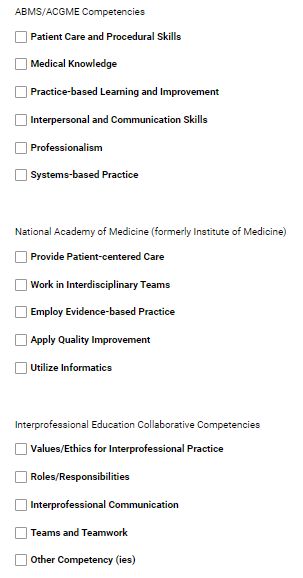 ABMS/ACGME Competencies
Patient Care and Procedural Skills
Medical Knowledge
Practice-based Learning and Improvement
Interpersonal and Communication Skills
Professionalism
Systems-based Practice
National Academy of Medicine (formerly Institute of Medicine)
Provide Patient-centered Care
Work in Interdisciplinary Teams
Employ Evidence-based Practice
Apply Quality Improvement
Utilize Informatics
Interprofessional Education Collaborative Competencies
Values/Ethics for Interprofessional Practice
Roles/Responsibilities
Interprofessional Communication
Teams and Teamwork
Other Competency (ies)